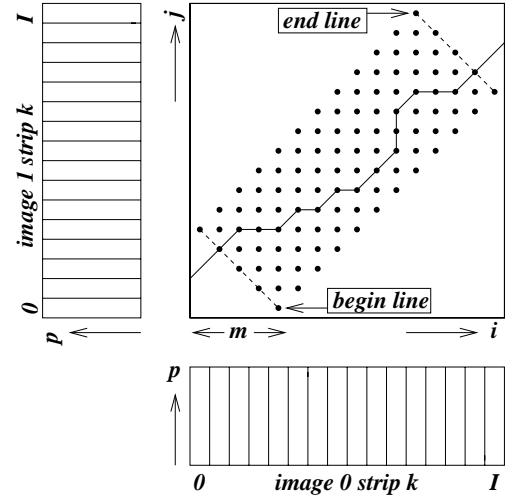 I
j
end line
image 1 strip k
0
begin line
p
m
i
p
0 image 0 strip k I